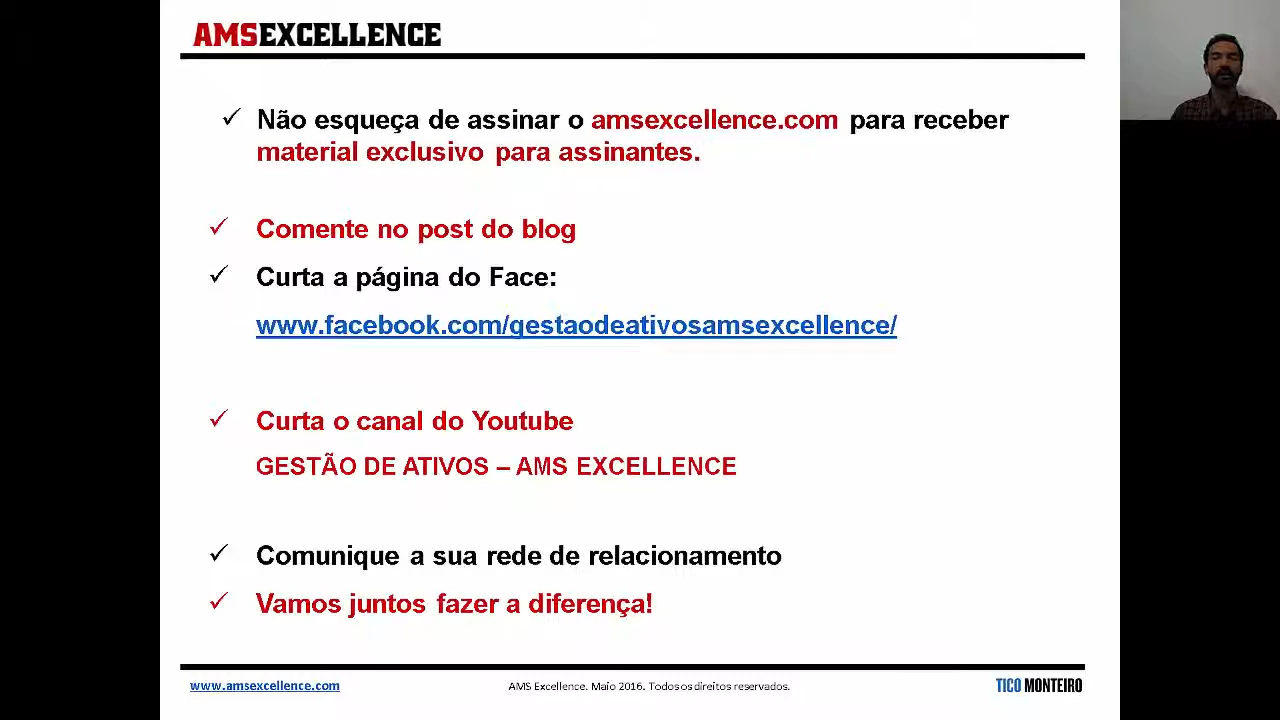 AMSEXCELLENCE
✓ Não esqueça de assinar o amsexcellence.com para receber
material exclusivo para assinantes.
✓ Comente no post do blog
✓ Curta a página do Face:
www.facebook.com/gestaodeativosamsexcellence/
✓ Curta o canal do Youtube
GESTÃO DE ATIVOS – AMS EXCELLENCE
✓ Comunique a sua rede de relacionamento
✓ Vamos juntos fazer a diferença!
www.amsexcellence.com
AMS Excellence. Maio 2016. Todos os direitos reservados.
TICO MONTEIRO